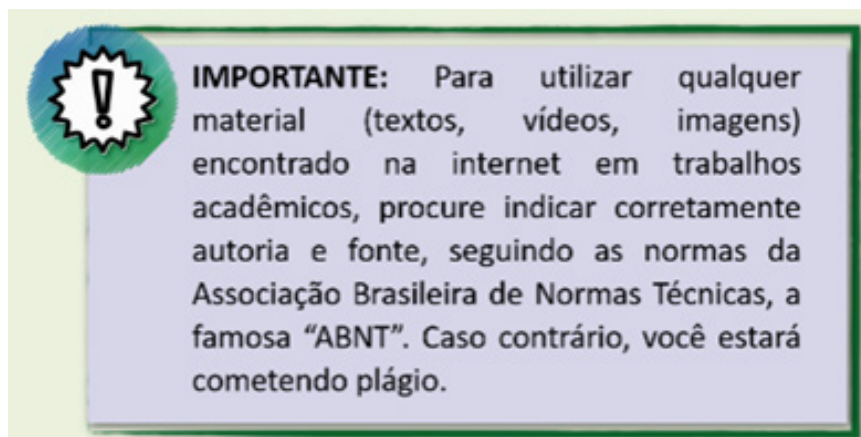 IMPORTANTE: Para utilizar qualquer
material (textos, vídeos, imagens)
encontrado na internet em trabalhos
acadêmicos, procure indicar corretamente
autoria e fonte, seguindo as normas da
Associação Brasileira de Normas Técnicas, a
famosa “ABNT”. Caso contrário, você estará
cometendo plágio.